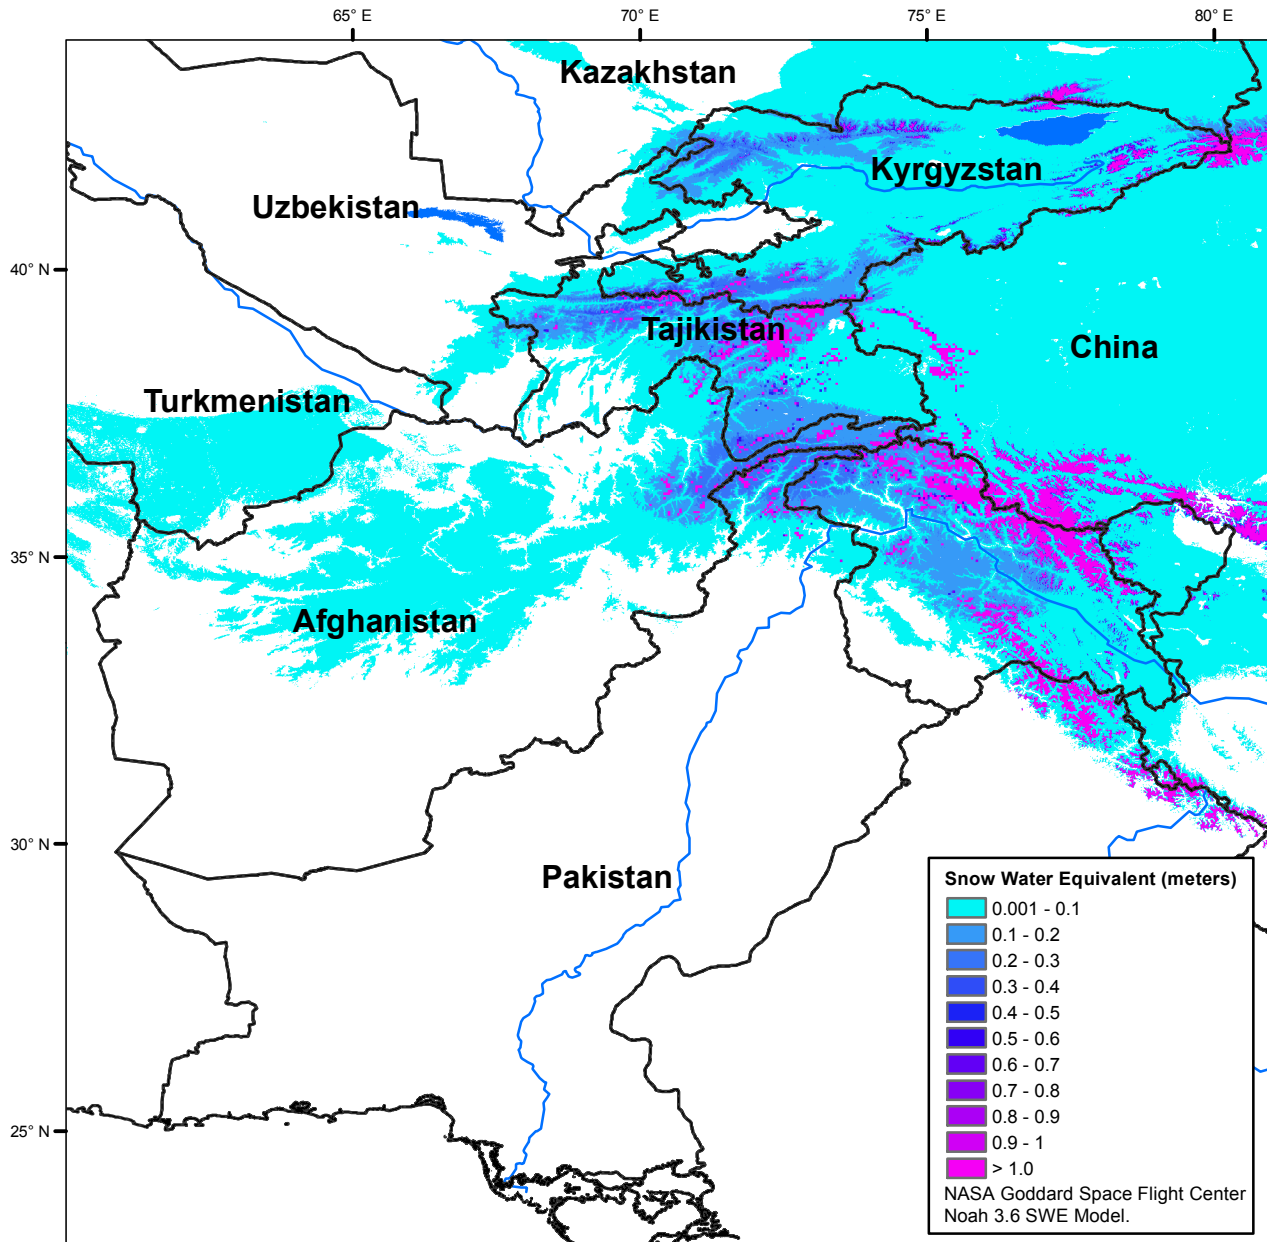 65° E
70° E
75° E
80° E
Kazakhstan
Kyrgyzstan
Uzbekistan
40° N
Tajikistan
China
Turkmenistan
35° N
Afghanistan
30° N
Pakistan
25° N
Snow Water Equivalent (meters)
0.001 - 0.1
0.1 - 0.2
0.2 - 0.3
0.3 - 0.4
0.4 - 0.5
0.5 - 0.6
0.6 - 0.7
0.7 - 0.8
0.8 - 0.9
0.9 - 1
> 1.0
NASA Goddard Space Flight Center
Noah 3.6 SWE Model.